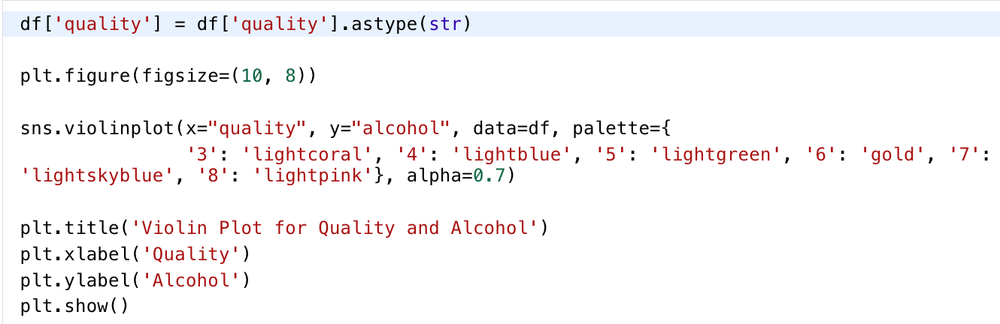 df['quality'] = df['quality'].astype(str)
plt.figure(figsize=(10, 8))
sns.violinplot(x="quality", y="alcohol", data=df, palette={
               '3': 'lightcoral', '4': 'lightblue', '5': 'lightgreen', '6': 'gold', '7':
'lightskyblue', '8': 'lightpink'}, alpha=0.7)
plt.title('Violin Plot for Quality and Alcohol')
plt.xlabel('Quality')
plt.ylabel('Alcohol')
plt.show()